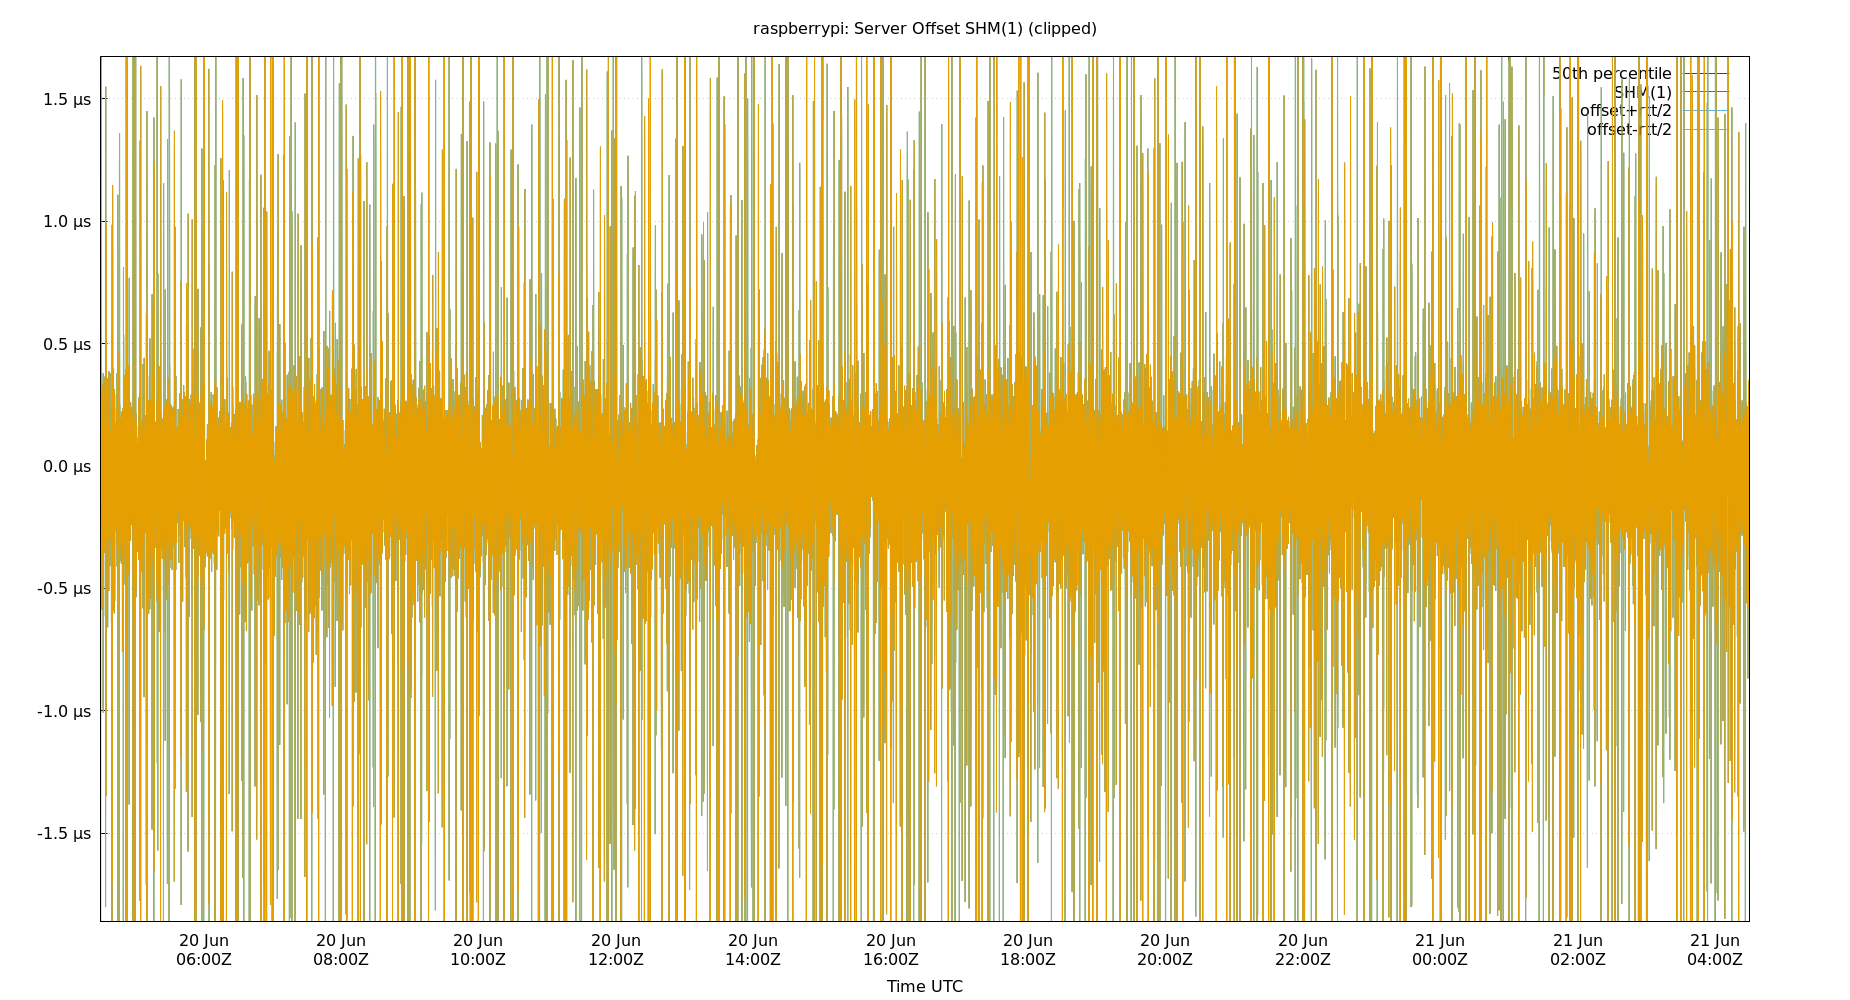 raspberrypi: Server Offset SHM(1) (clipped)
50th percentile
SHM(1)
offset+rtt/2
offset-rtt/2
1.5 µs
1.0 µs
0.5 µs
0.0 µs
-0.5 µs
-1.0 µs
-1.5 µs
20 Jun 20 Jun 20 Jun 20 Jun 20 Jun 20 Jun 20 Jun 20 Jun 20 Jun 21 Jun 21 Jun 21 Jun
06:00Z 08:00Z 10:00Z 12:00Z 14:00Z 16:00Z 18:00Z 20:00Z 22:00Z 00:00Z 02:00Z 04:00Z
Time UTC